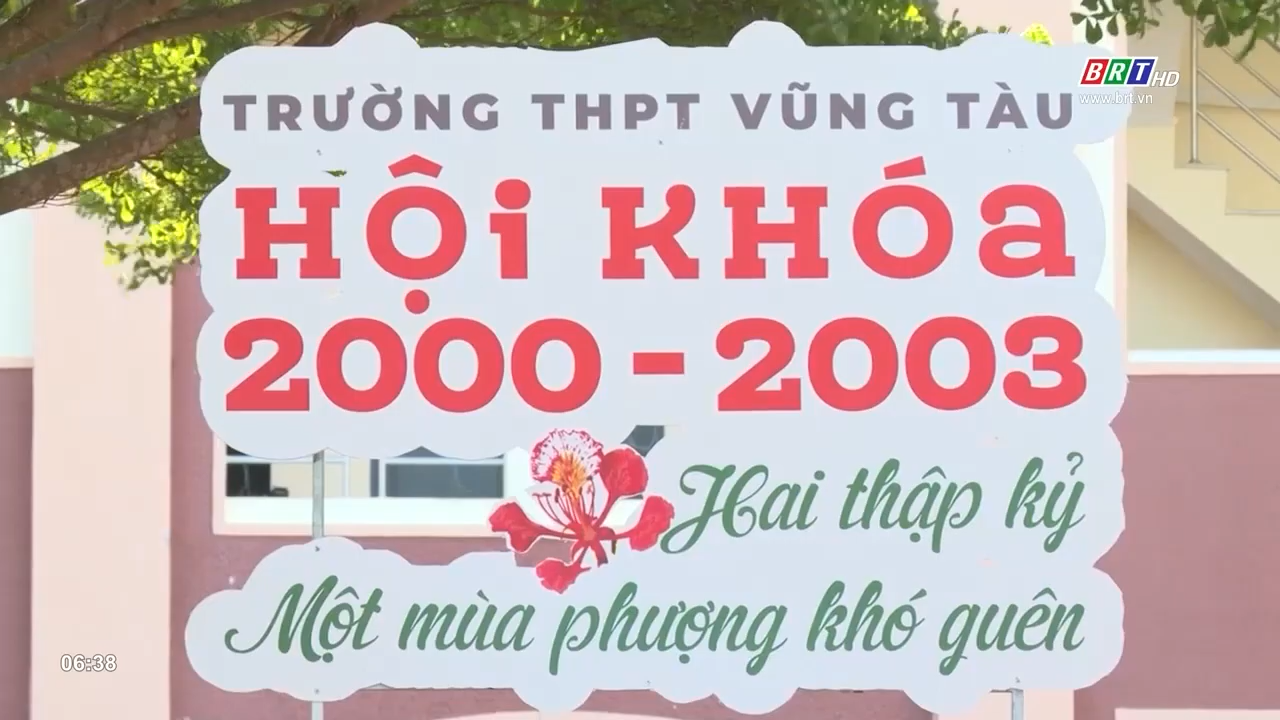 BRT HD
www.brt.vn
TRƯỜNG THPT VŨNG TÀU
HỘi KHÓa
2000 - 2003
Hai thập kỷ
Một mùa phượng khó quên
06:38